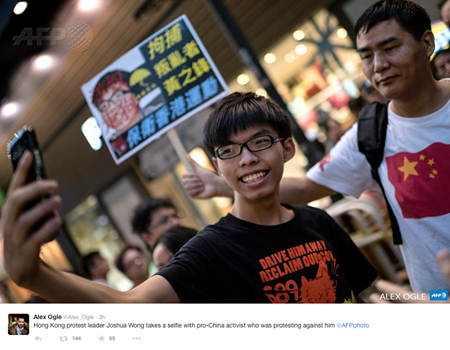 AFP
拘捕
叛亂者
黃之鋒
保衛香港運動
DRIVE HIM AWAY
RECLAIM OUR
689
ALEX OGLE AFP
Alex Ogle @Alex_Ogle · 3h
Hong Kong protest leader Joshua Wong takes a selfie with pro-China activist who was protesting against him @AFPphoto
144
65